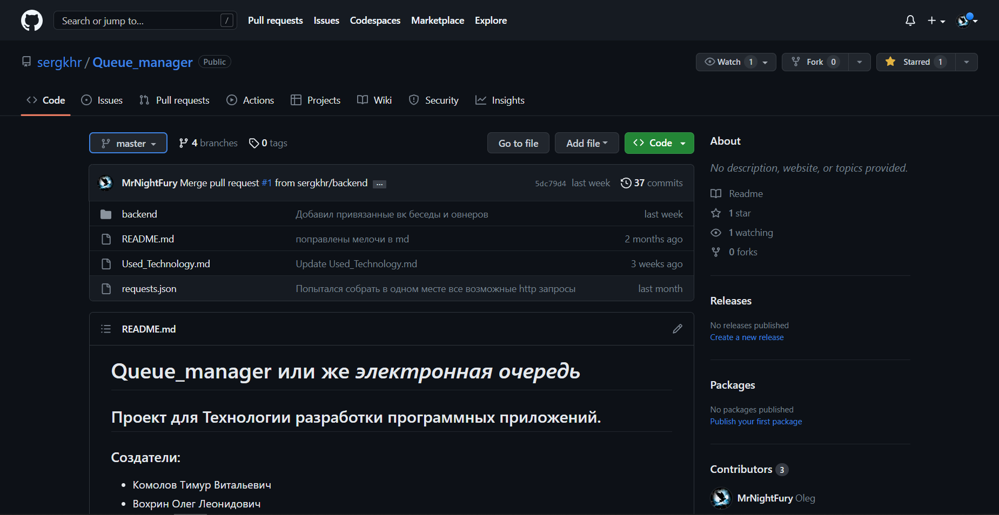 Search or jump to... / Pull requests Issues Codespaces Marketplace Explore
sergkhr / Queue_manager Public Watch 1 Fork 0 Starred 1
Code Issues Pull requests Actions Projects Wiki Security Insights
master 4 branches 0 tags Go to file Add file Code
MrNightFury Merge pull request #1 from sergkhr/backend ... 5dc79d4 last week 37 commits
backend Добавил привязанные вк беседы и овнеров last week
README.md поправлены мелочи в md 2 months ago
Used_Technology.md Update Used_Technology.md 3 weeks ago
requests.json Попытался собрать в одном месте все возможные http запросы last month
README.md
Queue_manager или же электронная очередь
Проект для Технологии разработки программных приложений.
Создатели:
• Комолов Тимур Витальевич
• Вохрин Олег Леонидович
About
No description, website, or topics provided.
Readme
1 star
1 watching
0 forks
Releases
No releases published
Create a new release
Packages
No packages published
Publish your first package
Contributors 3
MrNightFury Oleg